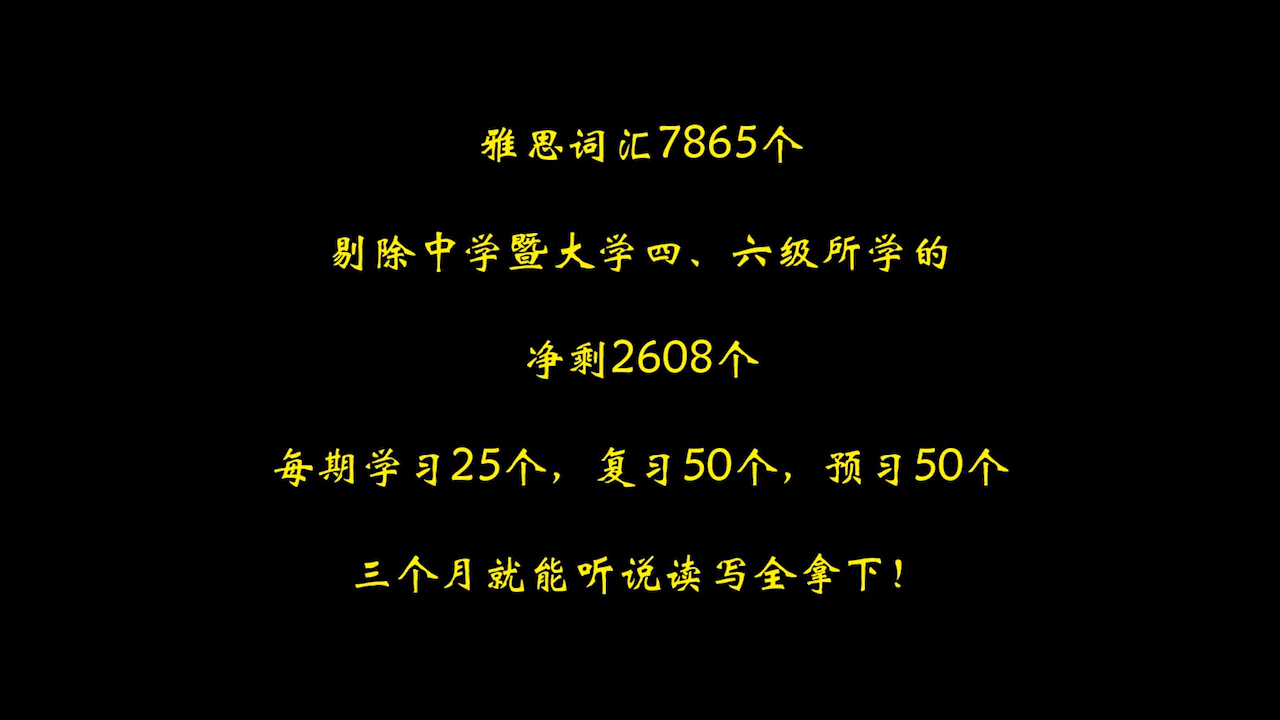 雅思词汇7865个
剔除中学暨大学四、六级所学的
净剩2608个
每期学习25个，复习50个，预习50个
三个月就能听说读写全拿下！